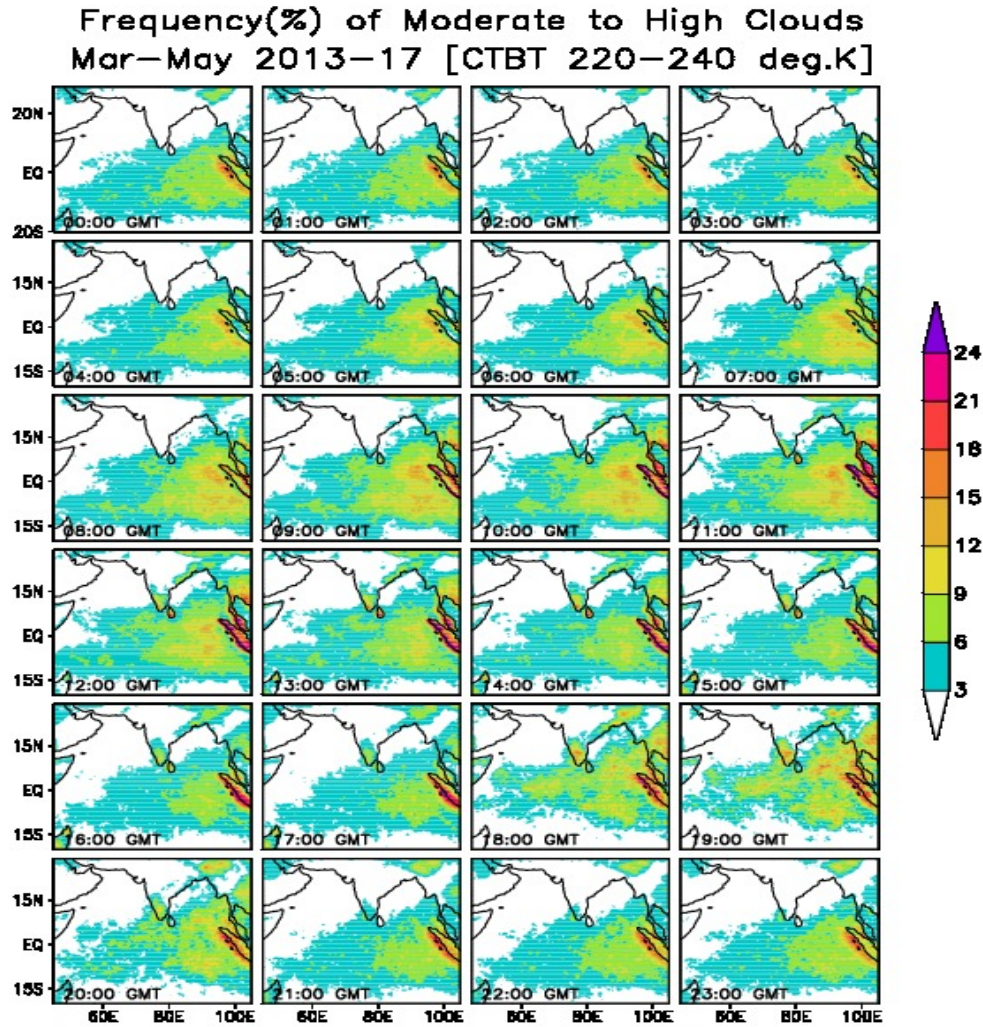 Frequency(%) of Moderate to High Clouds
Mar-May 2013-17 [CTBT 220-240 deg.K]
20N
EQ
20S
00:00 GMT
01:00 GMT
02:00 GMT
03:00 GMT
15N
EQ
15S
04:00 GMT
05:00 GMT
06:00 GMT
07:00 GMT
15N
EQ
15S
08:00 GMT
09:00 GMT
10:00 GMT
11:00 GMT
15N
EQ
15S
12:00 GMT
13:00 GMT
14:00 GMT
15:00 GMT
15N
EQ
15S
16:00 GMT
17:00 GMT
18:00 GMT
19:00 GMT
15N
EQ
15S
20:00 GMT
21:00 GMT
22:00 GMT
23:00 GMT
60E 80E 100E 60E 80E 100E 60E 80E 100E 60E 80E 100E
24
21
18
15
12
9
6
3